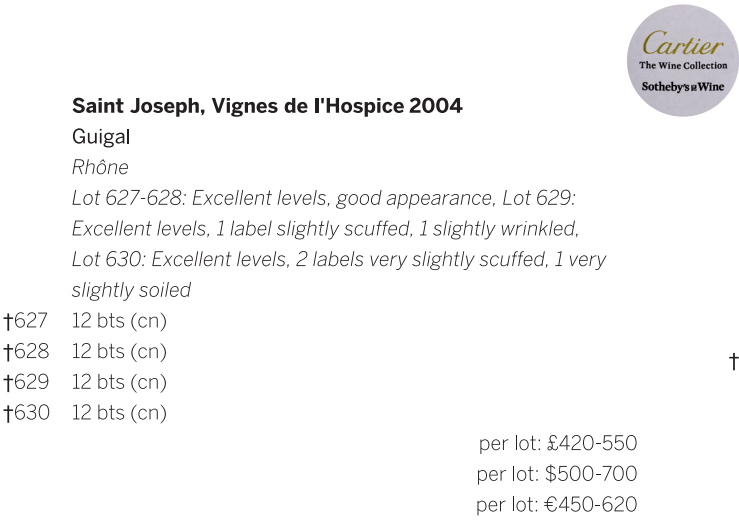 Cartier
The Wine Collection
Sotheby's Wine
Saint Joseph, Vignes de l'Hospice 2004
Guigal
Rhône
Lot 627-628: Excellent levels, good appearance, Lot 629:
Excellent levels, 1 label slightly scuffed, 1 slightly wrinkled,
Lot 630: Excellent levels, 2 labels very slightly scuffed, 1 very
slightly soiled
†627 12 bts (cn)
†628 12 bts (cn)
†
†629 12 bts (cn)
†630 12 bts (cn)
per lot: £420-550
per lot: $500-700
per lot: €450-620